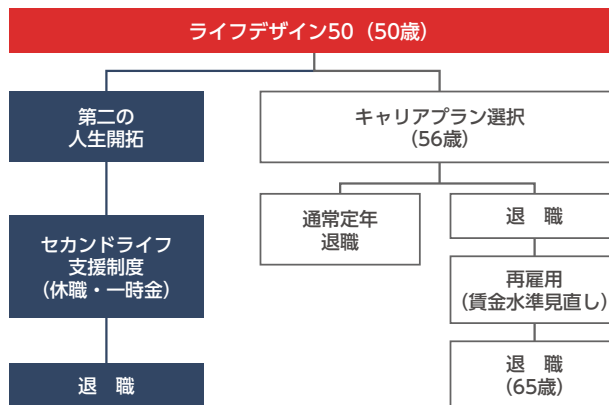 ライフデザイン50（50歳）
第二の
人生開拓
セカンドライフ
支援制度
（休職・一時金）
退　職
キャリアプラン選択
（56歳）
通常定年
退職
退　職
再雇用
（賃金水準見直し）
退　職
（65歳）